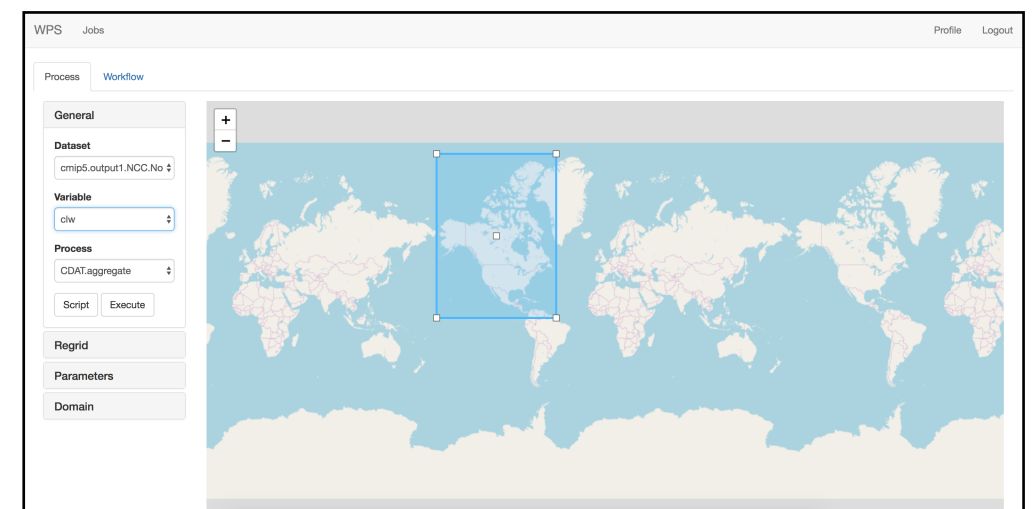 WPS Jobs Profile Logout
Process Workflow
General
Dataset
cmip5.output1.NCC.No
Variable
clw
Process
CDAT.aggregate
Script Execute
Regrid
Parameters
Domain
+
−